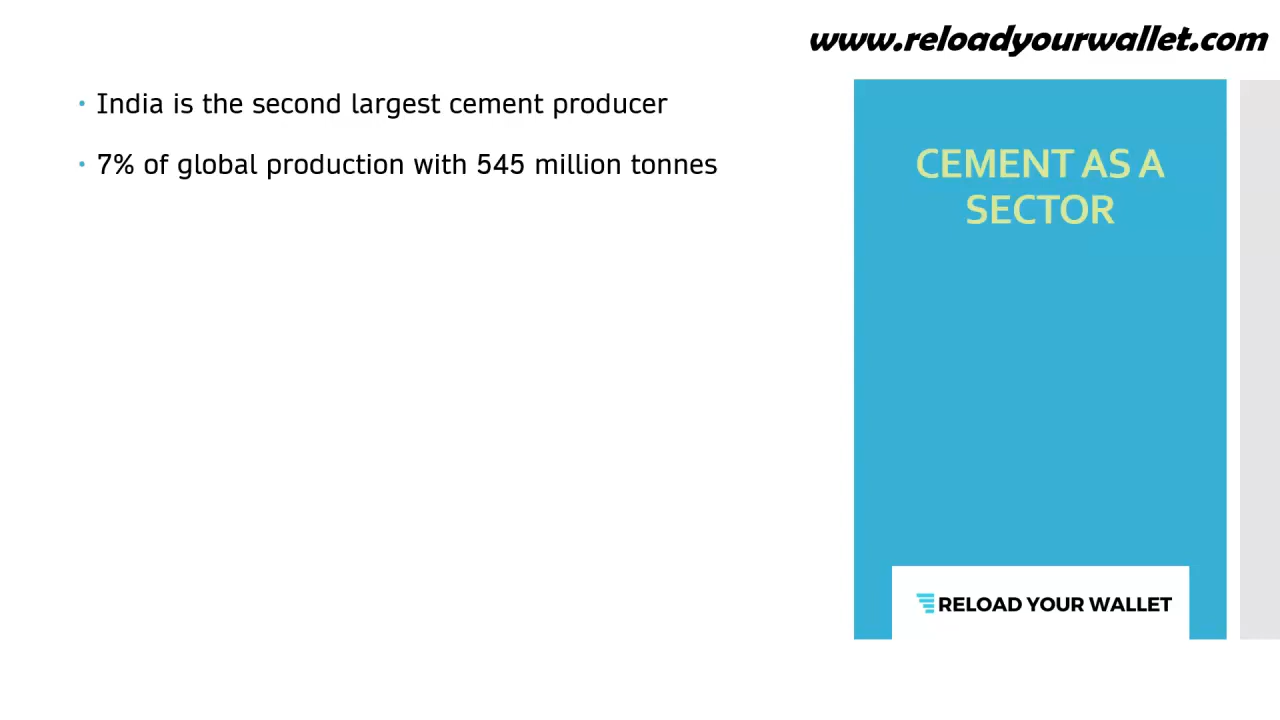 www.reloadyourwallet.com
• India is the second largest cement producer
• 7% of global production with 545 million tonnes
CEMENT AS A
SECTOR
RELOAD YOUR WALLET